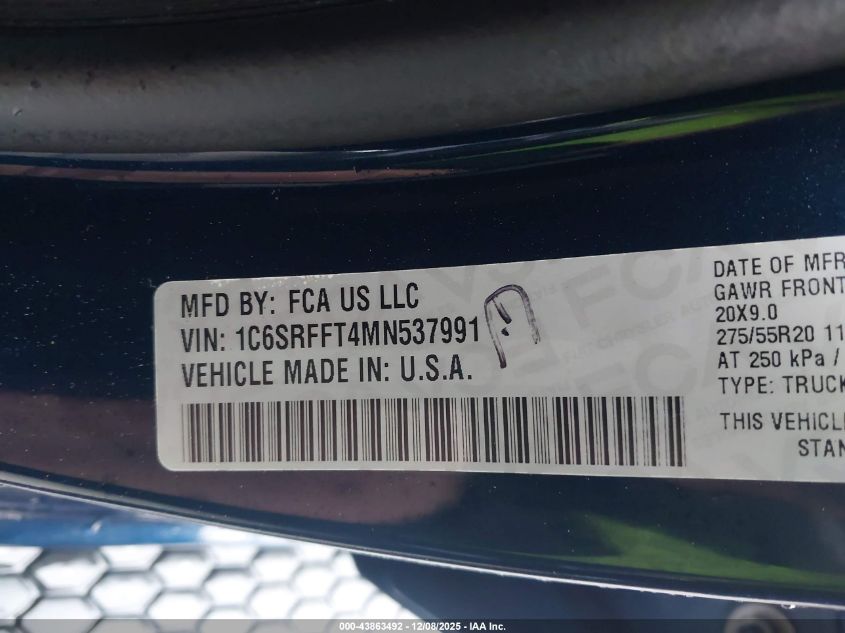 MFD BY: FCA US LLC
VIN: 1C6SRFFT4MN537991
VEHICLE MADE IN: U.S.A.
DATE OF MFR
GAWR FRONT
20X9.0
275/55R20 11
AT 250 kPa /
TYPE: TRUCK
THIS VEHICLE
STAN
000-43863492 - 12/08/2025 - IAA Inc.